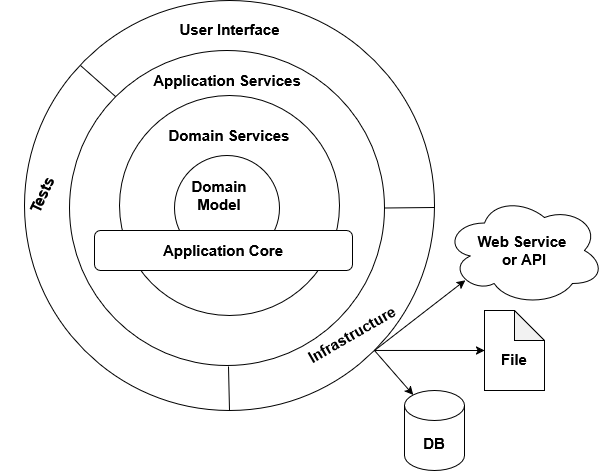 User Interface
Application Services
Domain Services
Domain
Model
Tests
Application Core
Infrastructure
Web Service
or API
File
DB